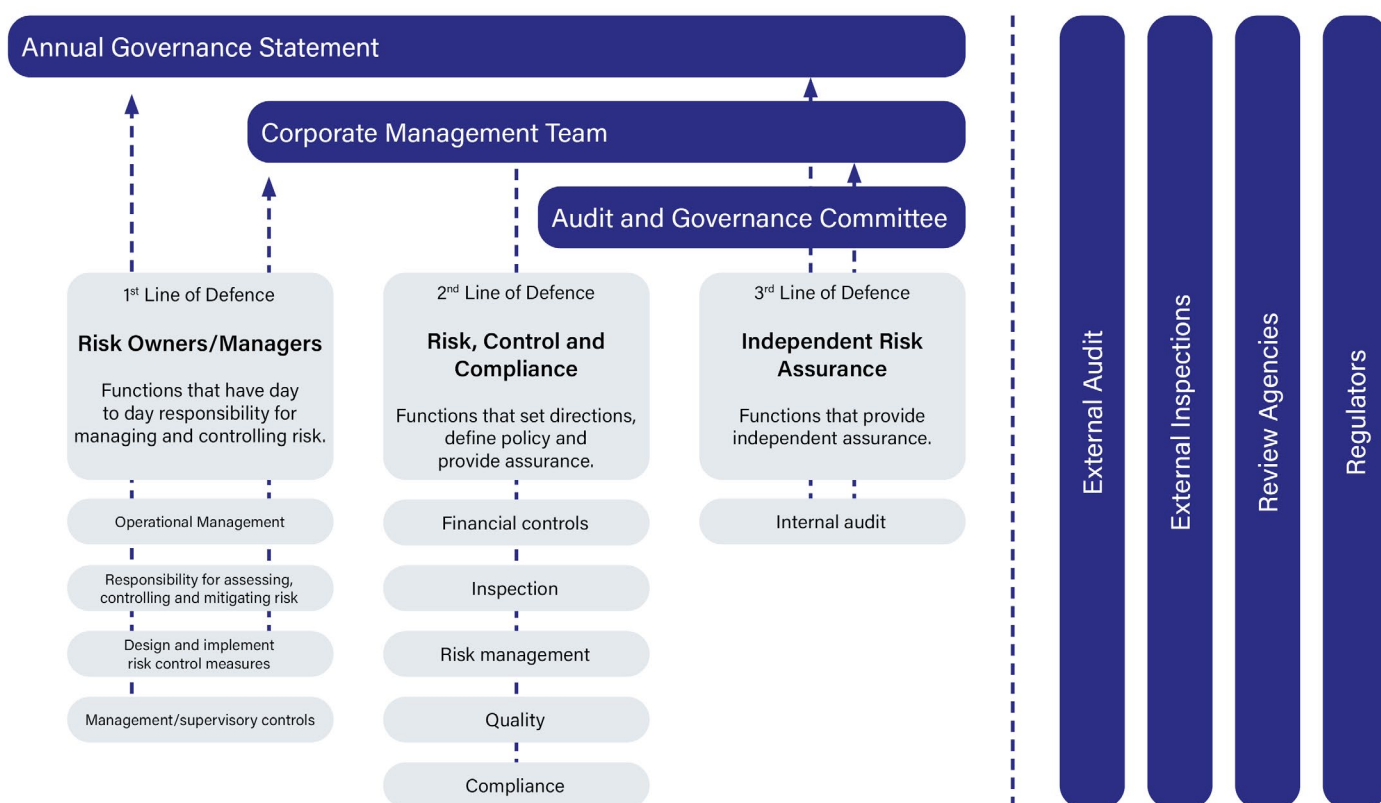 Annual Governance Statement
Corporate Management Team
Audit and Governance Committee
1st Line of Defence
Risk Owners/Managers
Functions that have day
to day responsibility for
managing and controlling risk.
Operational Management
Responsibility for assessing,
controlling and mitigating risk
Design and implement
risk control measures
Management/supervisory controls
2nd Line of Defence
Risk, Control and
Compliance
Functions that set directions,
define policy and
provide assurance.
Financial controls
Inspection
Risk management
Quality
Compliance
3rd Line of Defence
Independent Risk
Assurance
Functions that provide
independent assurance.
Internal audit
External Audit
External Inspections
Review Agencies
Regulators